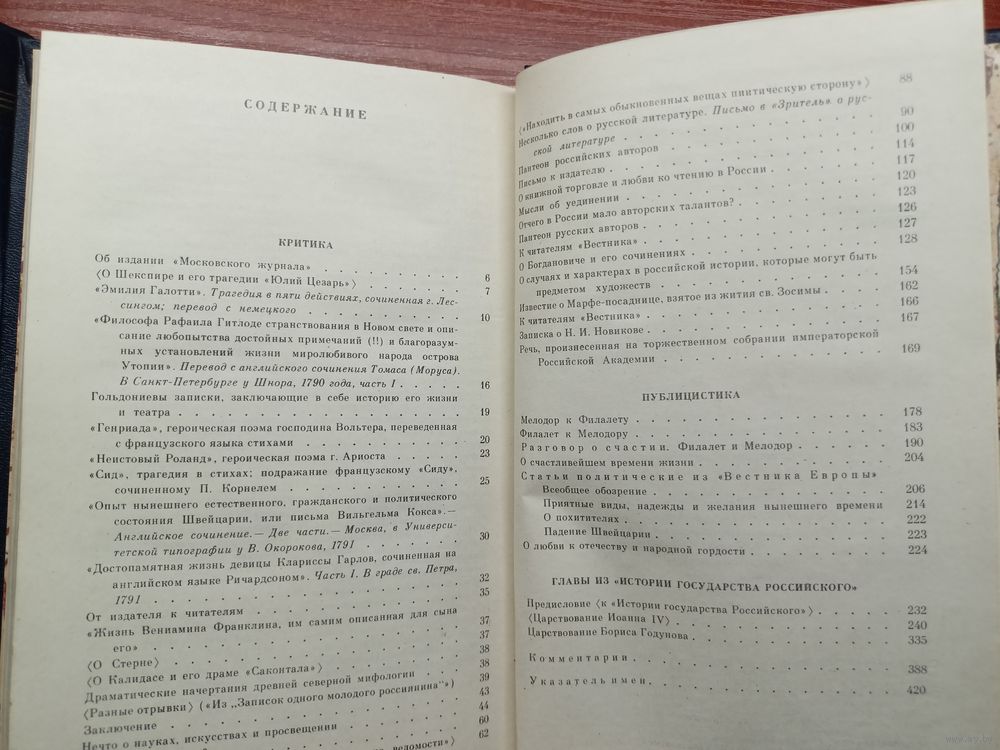 СОДЕРЖАНИЕ
КРИТИКА
Об издании «Московского журнала» . . . . . . . . 6
〈О Шекспире и его трагедии «Юлий Цезарь»〉 . . . . . . 7
«Эмилия Галотти». Трагедия в пяти действиях, сочиненная г. Лес-
сингом; перевод с немецкого . . . . . . . . . 10
«Философа Рафаила Гитлоде странствования в Новом свете и опи-
сание любопытства достойных примечаний (!!) и благоразум-
ных установлений жизни миролюбивого народа острова
Утопии». Перевод с английского сочинения Томаса (Моруса).
В Санкт-Петербурге у Шнора, 1790 года, часть I . . . . . 16
Гольдониевы записки, заключающие в себе историю его жизни
и театра . . . . . . . . . . . . . . . 19
«Генриада», героическая поэма господина Вольтера, переведенная
с французского языка стихами . . . . . . . . 20
«Неистовый Роланд», героическая поэма г. Ариоста . . . . 23
«Сид», трагедия в стихах; подражание французскому «Сиду»,
сочиненному П. Корнелем . . . . . . . . . . 25
«Опыт нынешнего естественного, гражданского и политического
состояния Швейцарии, или письма Вильгельма Кокса».—
Английское сочинение.— Две части.— Москва, в Универси-
тетской типографии у В. Окорокова, 1791 . . . . . . 30
«Достопамятная жизнь девицы Клариссы Гарлов, сочиненная на
английском языке Ричардсоном». Часть I. В граде св. Петра,
1791 . . . . . . . . . . . . . . . . 32
От издателя к читателям . . . . . . . . . . . 35
«Жизнь Вениамина Франклина, им самим описанная для сына
его» . . . . . . . . . . . . . . . . 37
〈О Стерне〉 . . . . . . . . . . . . . . . 37
〈О Калидасе и его драме «Саконтала»〉 . . . . . . . . 38
Драматические начертания древней северной мифологии . . . 38
〈Разные отрывки〉 («Из „Записок одного молодого россиянина“») 39
Заключение . . . . . . . . . . . . . . 43
Нечто о науках, искусствах и просвещении . . . . . . . 44
60
ведомости»〉 62
〈«Находить в самых обыкновенных вещах пиитическую сторону»〉 88
Несколько слов о русской литературе. Письмо в «Зритель» о рус-
ской литературе . . . . . . . . . . . . 90
Пантеон российских авторов . . . . . . . . . . 100
Письмо к издателю . . . . . . . . . . . . . 114
О книжной торговле и любви ко чтению в России . . . . . 117
Мысли об уединении . . . . . . . . . . . . 120
Отчего в России мало авторских талантов? . . . . . . . 123
Пантеон русских авторов . . . . . . . . . . . 126
К читателям «Вестника» . . . . . . . . . . . 127
О Богдановиче и его сочинениях . . . . . . . . . 128
О случаях и характерах в российской истории, которые могут быть
предметом художеств . . . . . . . . . . . 154
Известие о Марфе-посаднице, взятое из жития св. Зосимы . . 162
К читателям «Вестника» . . . . . . . . . . . 166
Записка о Н. И. Новикове . . . . . . . . . . . 167
Речь, произнесенная на торжественном собрании императорской
Российской Академии . . . . . . . . . . . 169
ПУБЛИЦИСТИКА
Мелодор к Филалету . . . . . . . . . . . . 178
Филалет к Мелодору . . . . . . . . . . . . 183
Разговор о счастии. Филалет и Мелодор . . . . . . 190
О счастливейшем времени жизни . . . . . . . . . 204
Статьи политические из «Вестника Европы»
Всеобщее обозрение . . . . . . . . . . . 206
Приятные виды, надежды и желания нынешнего времени 214
О похитителях . . . . . . . . . . . . . 222
Падение Швейцарии . . . . . . . . . . . 223
О любви к отечеству и народной гордости . . . . . . . 224
ГЛАВЫ ИЗ «ИСТОРИИ ГОСУДАРСТВА РОССИЙСКОГО»
Предисловие 〈к «Истории государства Российского»〉 . . . . 232
〈Царствование Иоанна IV〉 . . . . . . . . . . . 240
Царствование Бориса Годунова . . . . . . . . . . 335
Комментарии . . . . . . . . . . . . . 388
Указатель имен . . . . . . . . . . . . 420